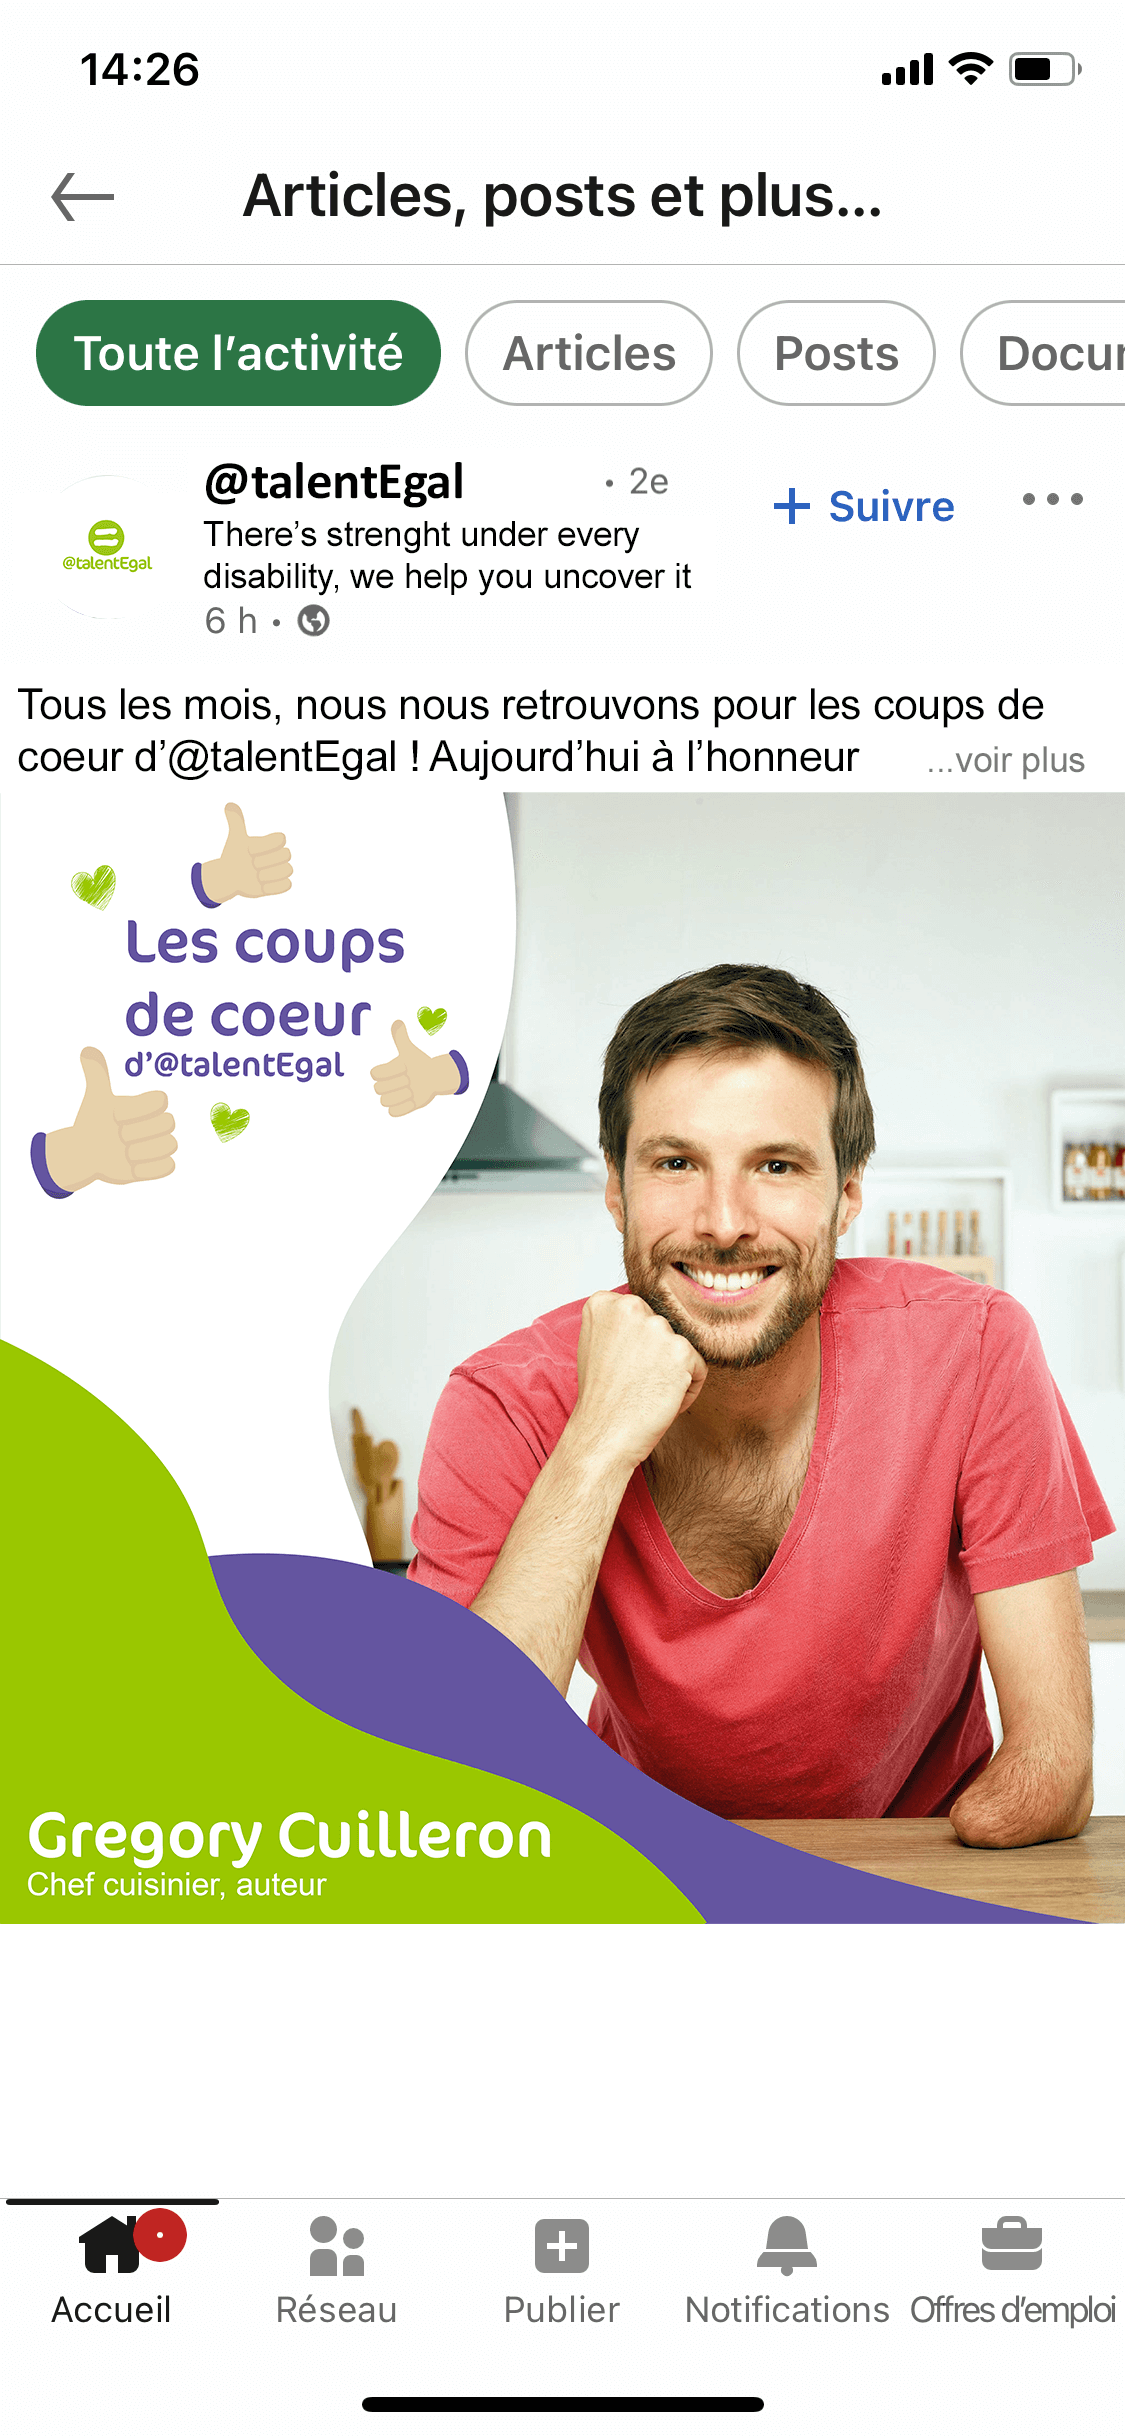 14:26
Articles, posts et plus...
Toute l’activité
Articles
Posts
Docur
@talentEgal
• 2e
There’s strenght under every
disability, we help you uncover it
6 h •
+ Suivre
@talentEgal
Tous les mois, nous nous retrouvons pour les coups de
coeur d’@talentEgal ! Aujourd’hui à l’honneur ...voir plus
Les coups
de coeur
d’@talentEgal
Gregory Cuilleron
Chef cuisinier, auteur
Accueil
Réseau
Publier
Notifications
Offres d’emploi